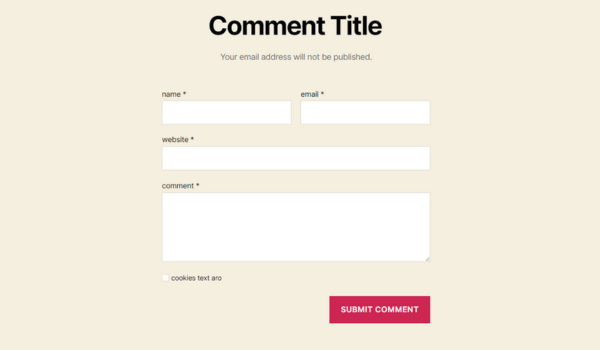 Comment Title
Your email address will not be published.
name * email *
website *
comment *
cookies text aro
SUBMIT COMMENT